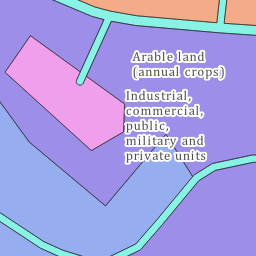 Arable land
(annual crops)
Industrial,
commercial,
public,
military and
private units